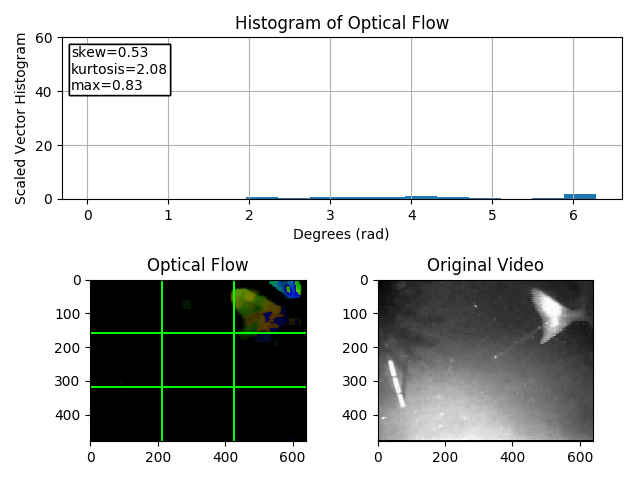 Histogram of Optical Flow
Scaled Vector Histogram
60
40
20
0
skew=0.53
kurtosis=2.08
max=0.83
0 1 2 3 4 5 6
Degrees (rad)
Optical Flow
0
100
200
300
400
0 200 400 600
Original Video
0
100
200
300
400
0 200 400 600